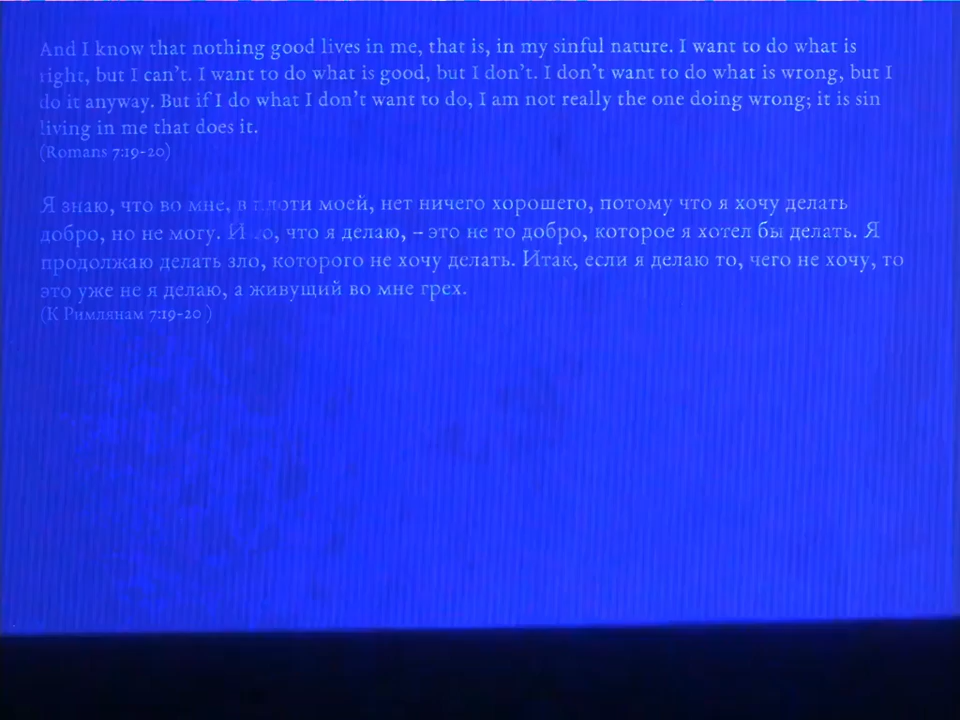 And I know that nothing good lives in me, that is, in my sinful nature. I want to do what is
right, but I can't. I want to do what is good, but I don't. I don't want to do what is wrong, but I
do it anyway. But if I do what I don't want to do, I am not really the one doing wrong; it is sin
living in me that does it.
(Romans 7:19-20)
Я знаю, что во мне, в плоти моей, нет ничего хорошего, потому что я хочу делать
добро, но не могу. И то, что я делаю, – это не то добро, которое я хотел бы делать. Я
продолжаю делать зло, которого не хочу делать. Итак, если я делаю то, чего не хочу, то
это уже не я делаю, а живущий во мне грех.
(К Римлянам 7:19-20 )